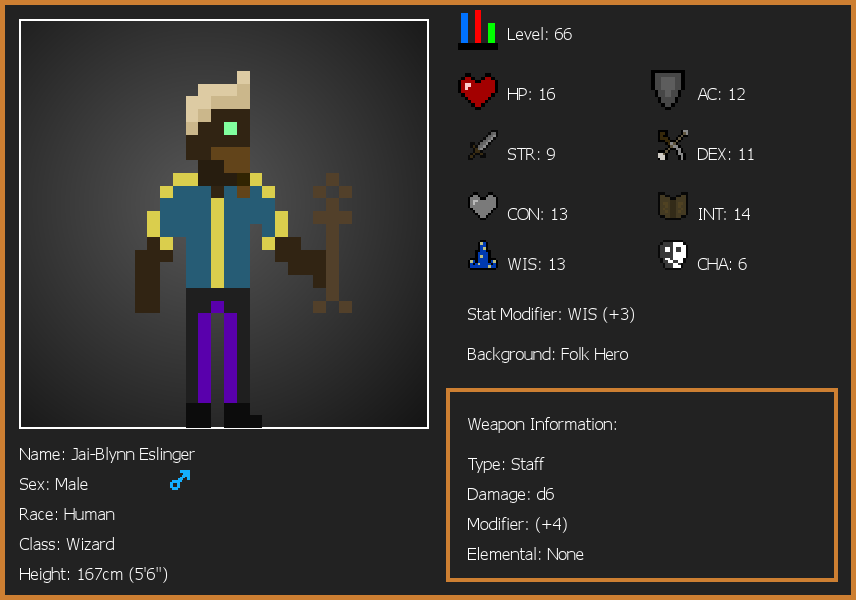 Level: 66
HP: 16
AC: 12
STR: 9
DEX: 11
CON: 13
INT: 14
WIS: 13
CHA: 6
Stat Modifier: WIS (+3)
Background: Folk Hero
Weapon Information:
Type: Staff
Damage: d6
Modifier: (+4)
Elemental: None
Name: Jai-Blynn Eslinger
Sex: Male
Race: Human
Class: Wizard
Height: 167cm (5'6")